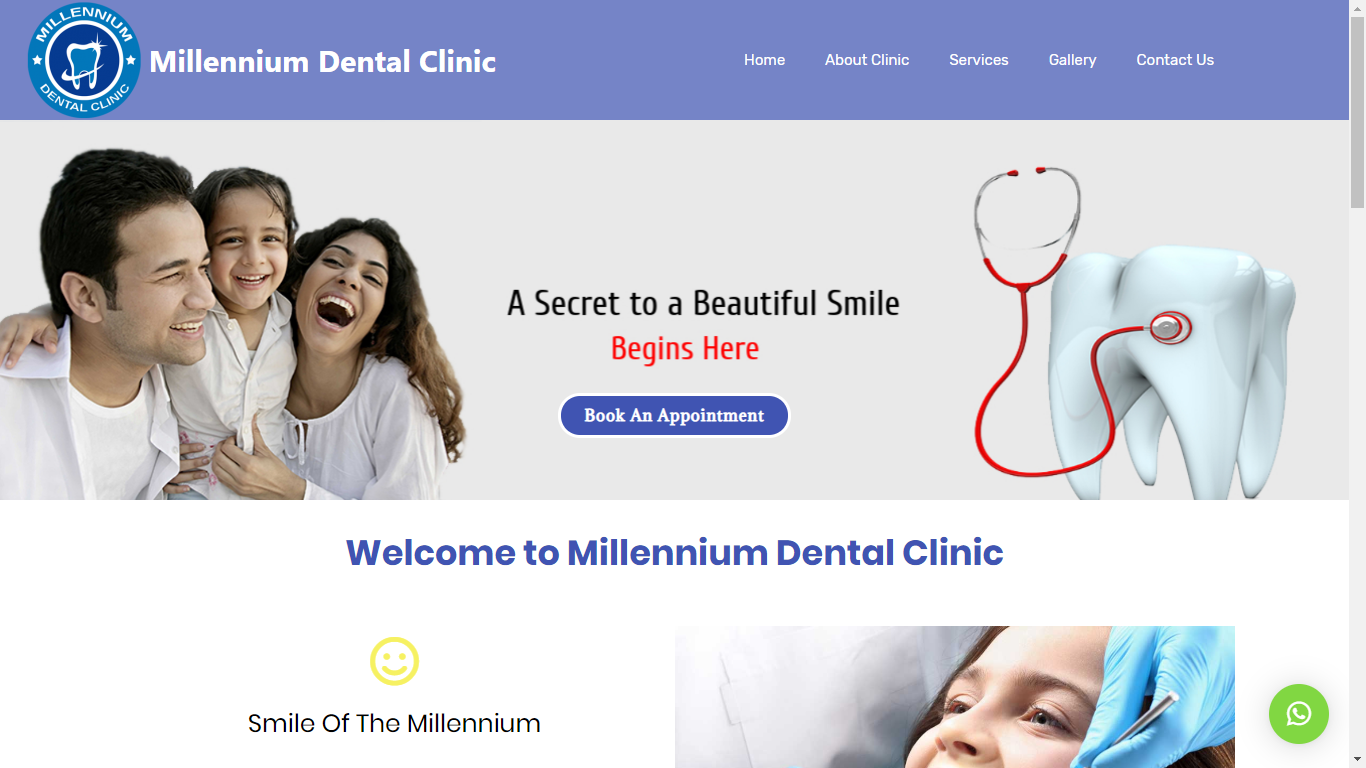 MILLENNIUM
DENTAL CLINIC
Millennium Dental Clinic
Home
About Clinic
Services
Gallery
Contact Us
A Secret to a Beautiful Smile
Begins Here
Book An Appointment
Welcome to Millennium Dental Clinic
Smile Of The Millennium